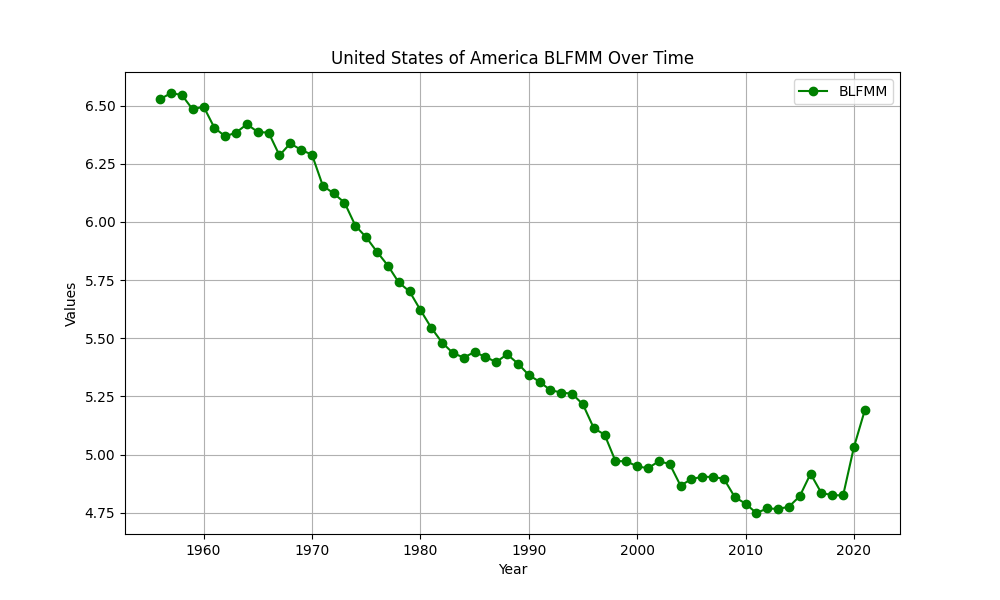 United States of America BLFMM Over Time
BLFMM
Values
6.50
6.25
6.00
5.75
5.50
5.25
5.00
4.75
1960 1970 1980 1990 2000 2010 2020
Year